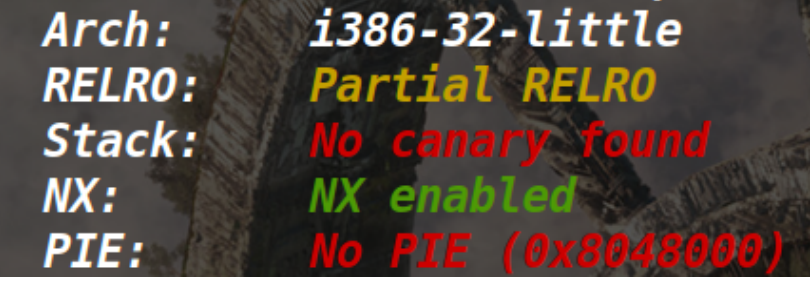 Arch: i386-32-little
RELRO: Partial RELRO
Stack: No canary found
NX: NX enabled
PIE: No PIE (0x8048000)